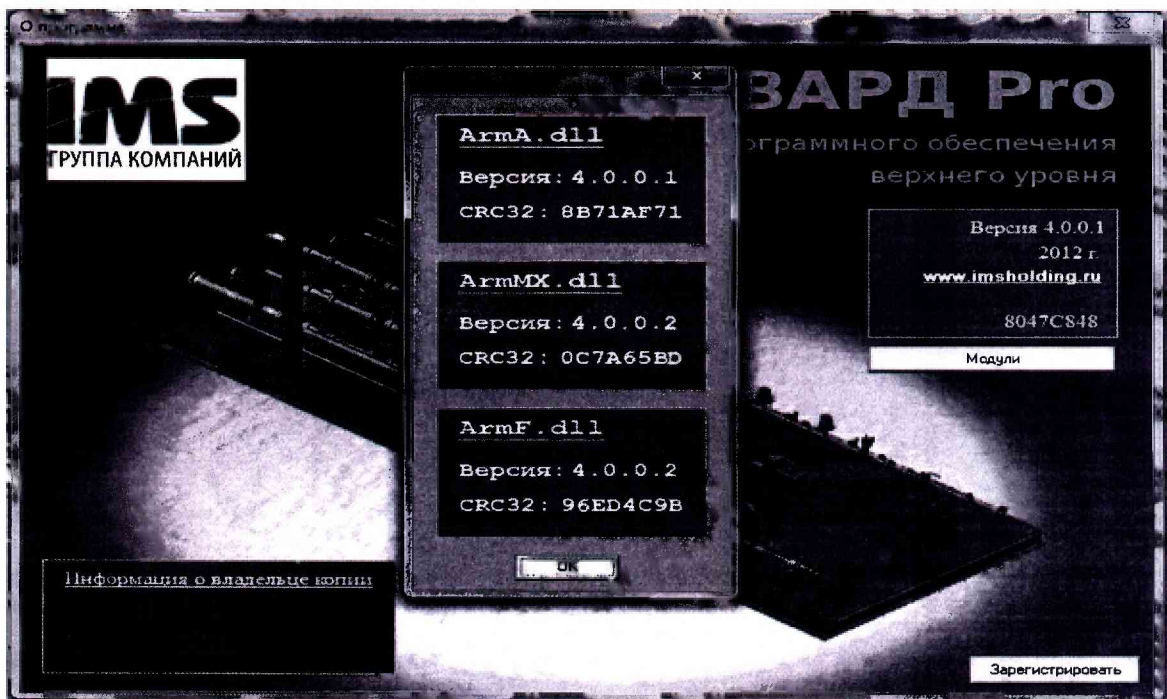 О программе
IMS
ГРУППА КОМПАНИЙ
ВАРД Pro
ограммного обеспечения
верхнего уровня
Версия 4.0.0.1
2012 г.
www.imsholding.ru
8047C848
Модули
ArmA.dll
Версия: 4.0.0.1
CRC32: 8B71AF71
ArmMX.dll
Версия: 4.0.0.2
CRC32: 0C7A65BD
ArmF.dll
Версия: 4.0.0.2
CRC32: 96ED4C9B
OK
Информация о владельце копии
Зарегистрировать